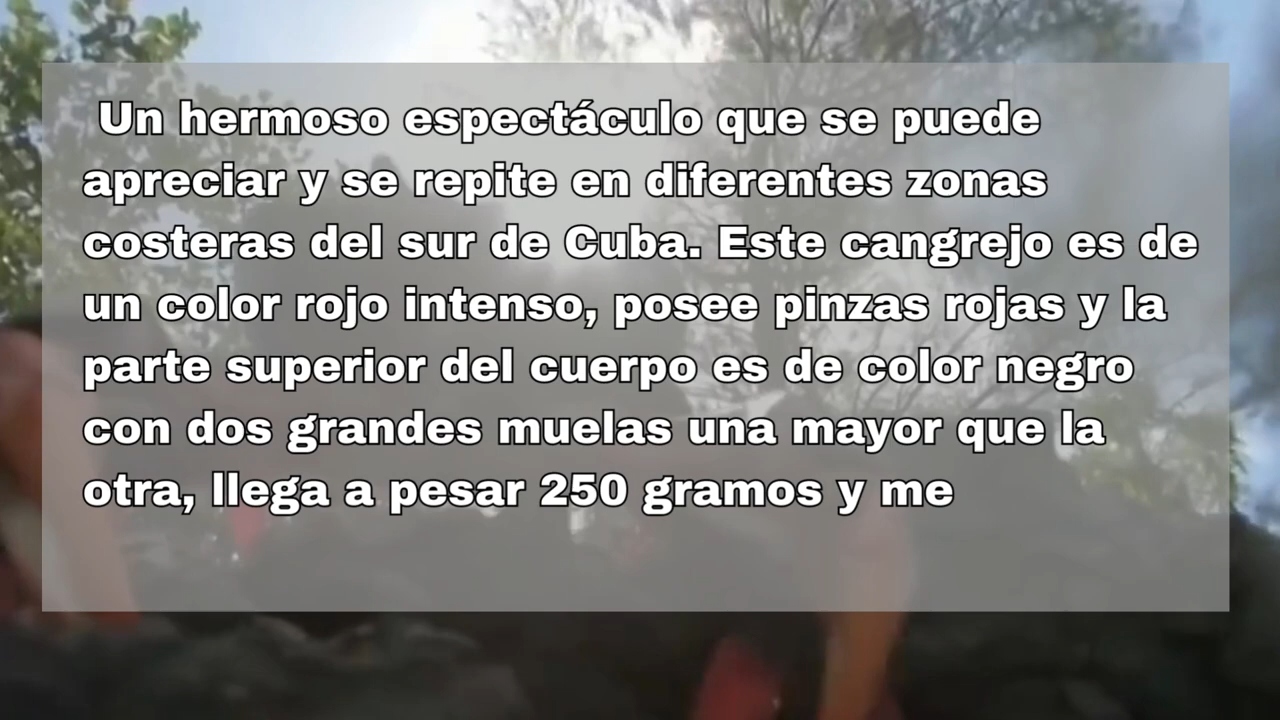 Un hermoso espectáculo que se puede
apreciar y se repite en diferentes zonas
costeras del sur de Cuba. Este cangrejo es de
un color rojo intenso, posee pinzas rojas y la
parte superior del cuerpo es de color negro
con dos grandes muelas una mayor que la
otra, llega a pesar 250 gramos y me